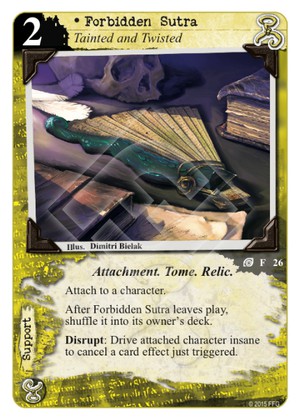 2
• Forbidden Sutra
Tainted and Twisted
Illus. Dimitri Bielak
F 26
Attachment. Tome. Relic.
Attach to a character.
After Forbidden Sutra leaves play,
shuffle it into its owner's deck.
Disrupt: Drive attached character insane
to cancel a card effect just triggered.
Support
© 2015 FFG